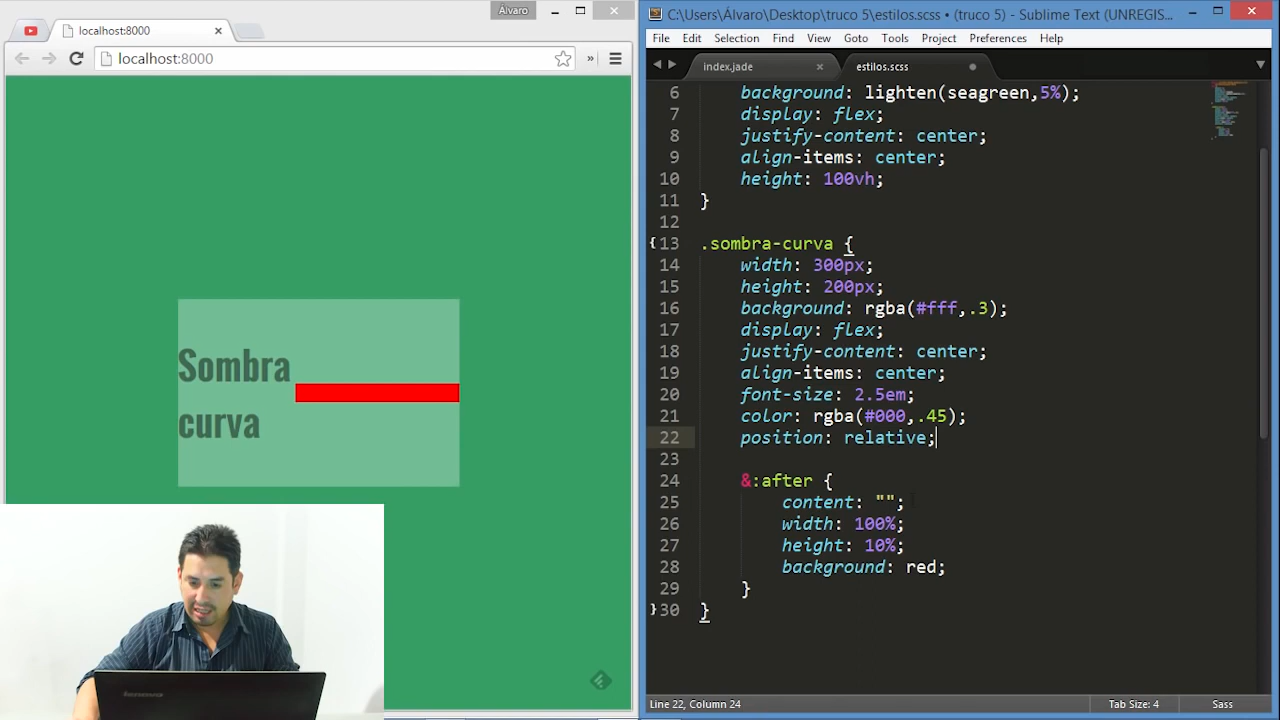 Álvaro
localhost:8000
localhost:8000
»
Sombra
curva
lenovo
C:\Users\Álvaro\Desktop\truco 5\estilos.scss • (truco 5) - Sublime Text (UNREGIS...
File Edit Selection Find View Goto Tools Project Preferences Help
index.jade
estilos.scss
6 background: lighten(seagreen,5%);
7 display: flex;
8 justify-content: center;
9 align-items: center;
10 height: 100vh;
11 }
12
13 .sombra-curva {
14 width: 300px;
15 height: 200px;
16 background: rgba(#fff,.3);
17 display: flex;
18 justify-content: center;
19 align-items: center;
20 font-size: 2.5em;
21 color: rgba(#000,.45);
22 position: relative;
23
24 &:after {
25 content: "";
26 width: 100%;
27 height: 10%;
28 background: red;
29 }
30 }
Line 22, Column 24
Tab Size: 4
Sass